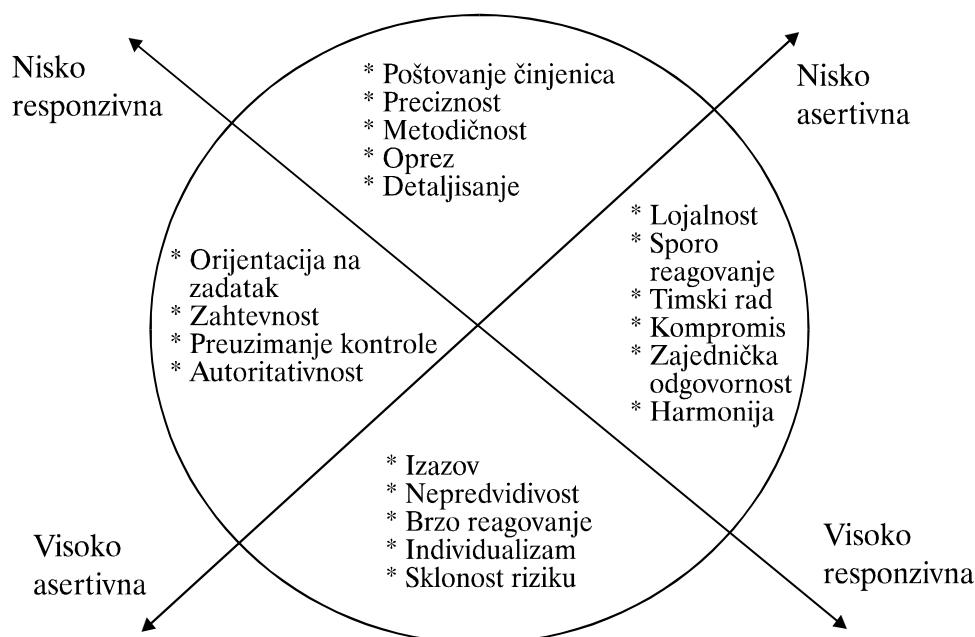 Nisko
responzivna
* Poštovanje činjenica
* Preciznost
* Metodičnost
* Oprez
* Detaljisanje
Nisko
asertivna
* Orijentacija na
zadatak
* Zahtevnost
* Preuzimanje kontrole
* Autoritativnost
* Lojalnost
* Sporo
reagovanje
* Timski rad
* Kompromis
* Zajednička
odgovornost
* Harmonija
Visoko
asertivna
* Izazov
* Nepredvidivost
* Brzo reagovanje
* Individualizam
* Sklonost riziku
Visoko
responzivna